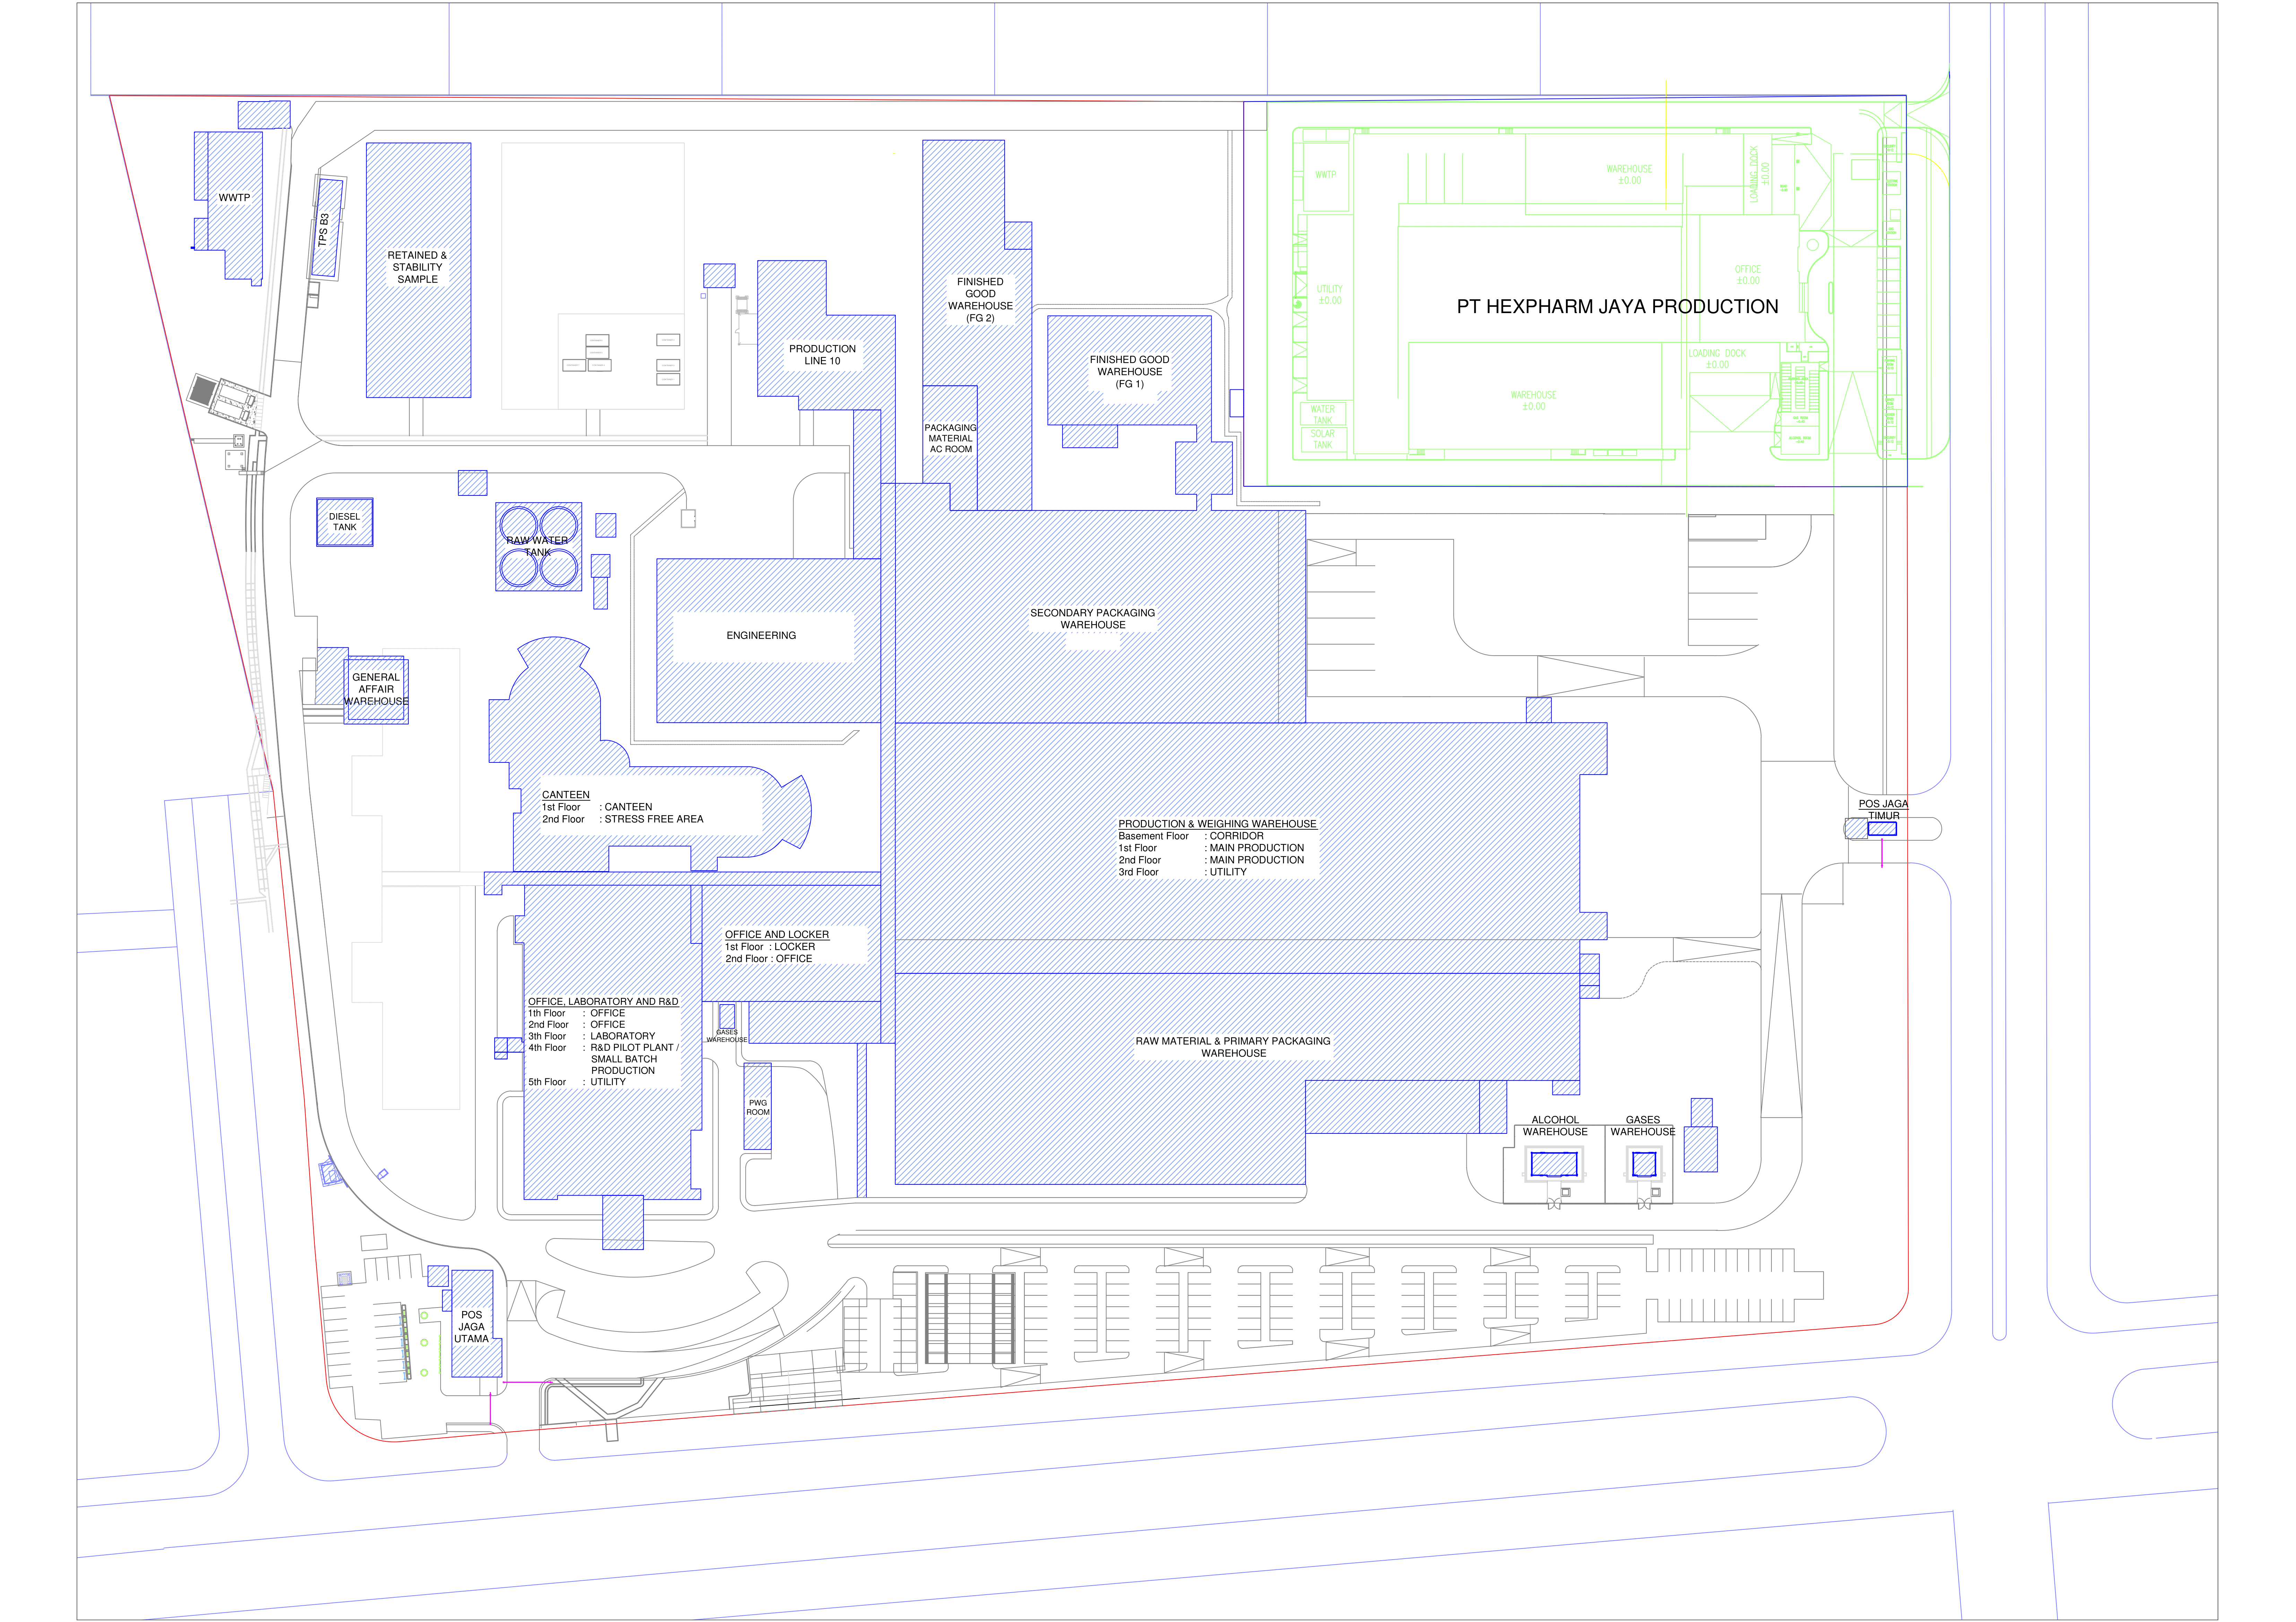 WWTP
TPS B3
RETAINED &
STABILITY
SAMPLE
PRODUCTION
LINE 10
FINISHED
GOOD
WAREHOUSE
(FG 2)
FINISHED GOOD
WAREHOUSE
(FG 1)
PACKAGING
MATERIAL
AC ROOM
WWTP
WAREHOUSE
±0.00
LOADING DOCK
±0.00
OFFICE
±0.00
UTILITY
±0.00
PT HEXPHARM JAYA PRODUCTION
LOADING DOCK
±0.00
WAREHOUSE
±0.00
WATER
TANK
SOLAR
TANK
DIESEL
TANK
RAW WATER
TANK
ENGINEERING
SECONDARY PACKAGING
WAREHOUSE
GENERAL
AFFAIR
WAREHOUSE
CANTEEN
1st Floor : CANTEEN
2nd Floor : STRESS FREE AREA
PRODUCTION & WEIGHING WAREHOUSE
Basement Floor : CORRIDOR
1st Floor : MAIN PRODUCTION
2nd Floor : MAIN PRODUCTION
3rd Floor : UTILITY
POS JAGA
TIMUR
OFFICE AND LOCKER
1st Floor : LOCKER
2nd Floor : OFFICE
OFFICE, LABORATORY AND R&D
1th Floor : OFFICE
2nd Floor : OFFICE
3th Floor : LABORATORY
4th Floor : R&D PILOT PLANT /
SMALL BATCH
PRODUCTION
5th Floor : UTILITY
GASES
WAREHOUSE
RAW MATERIAL & PRIMARY PACKAGING
WAREHOUSE
PWG
ROOM
ALCOHOL
WAREHOUSE
GASES
WAREHOUSE
POS
JAGA
UTAMA